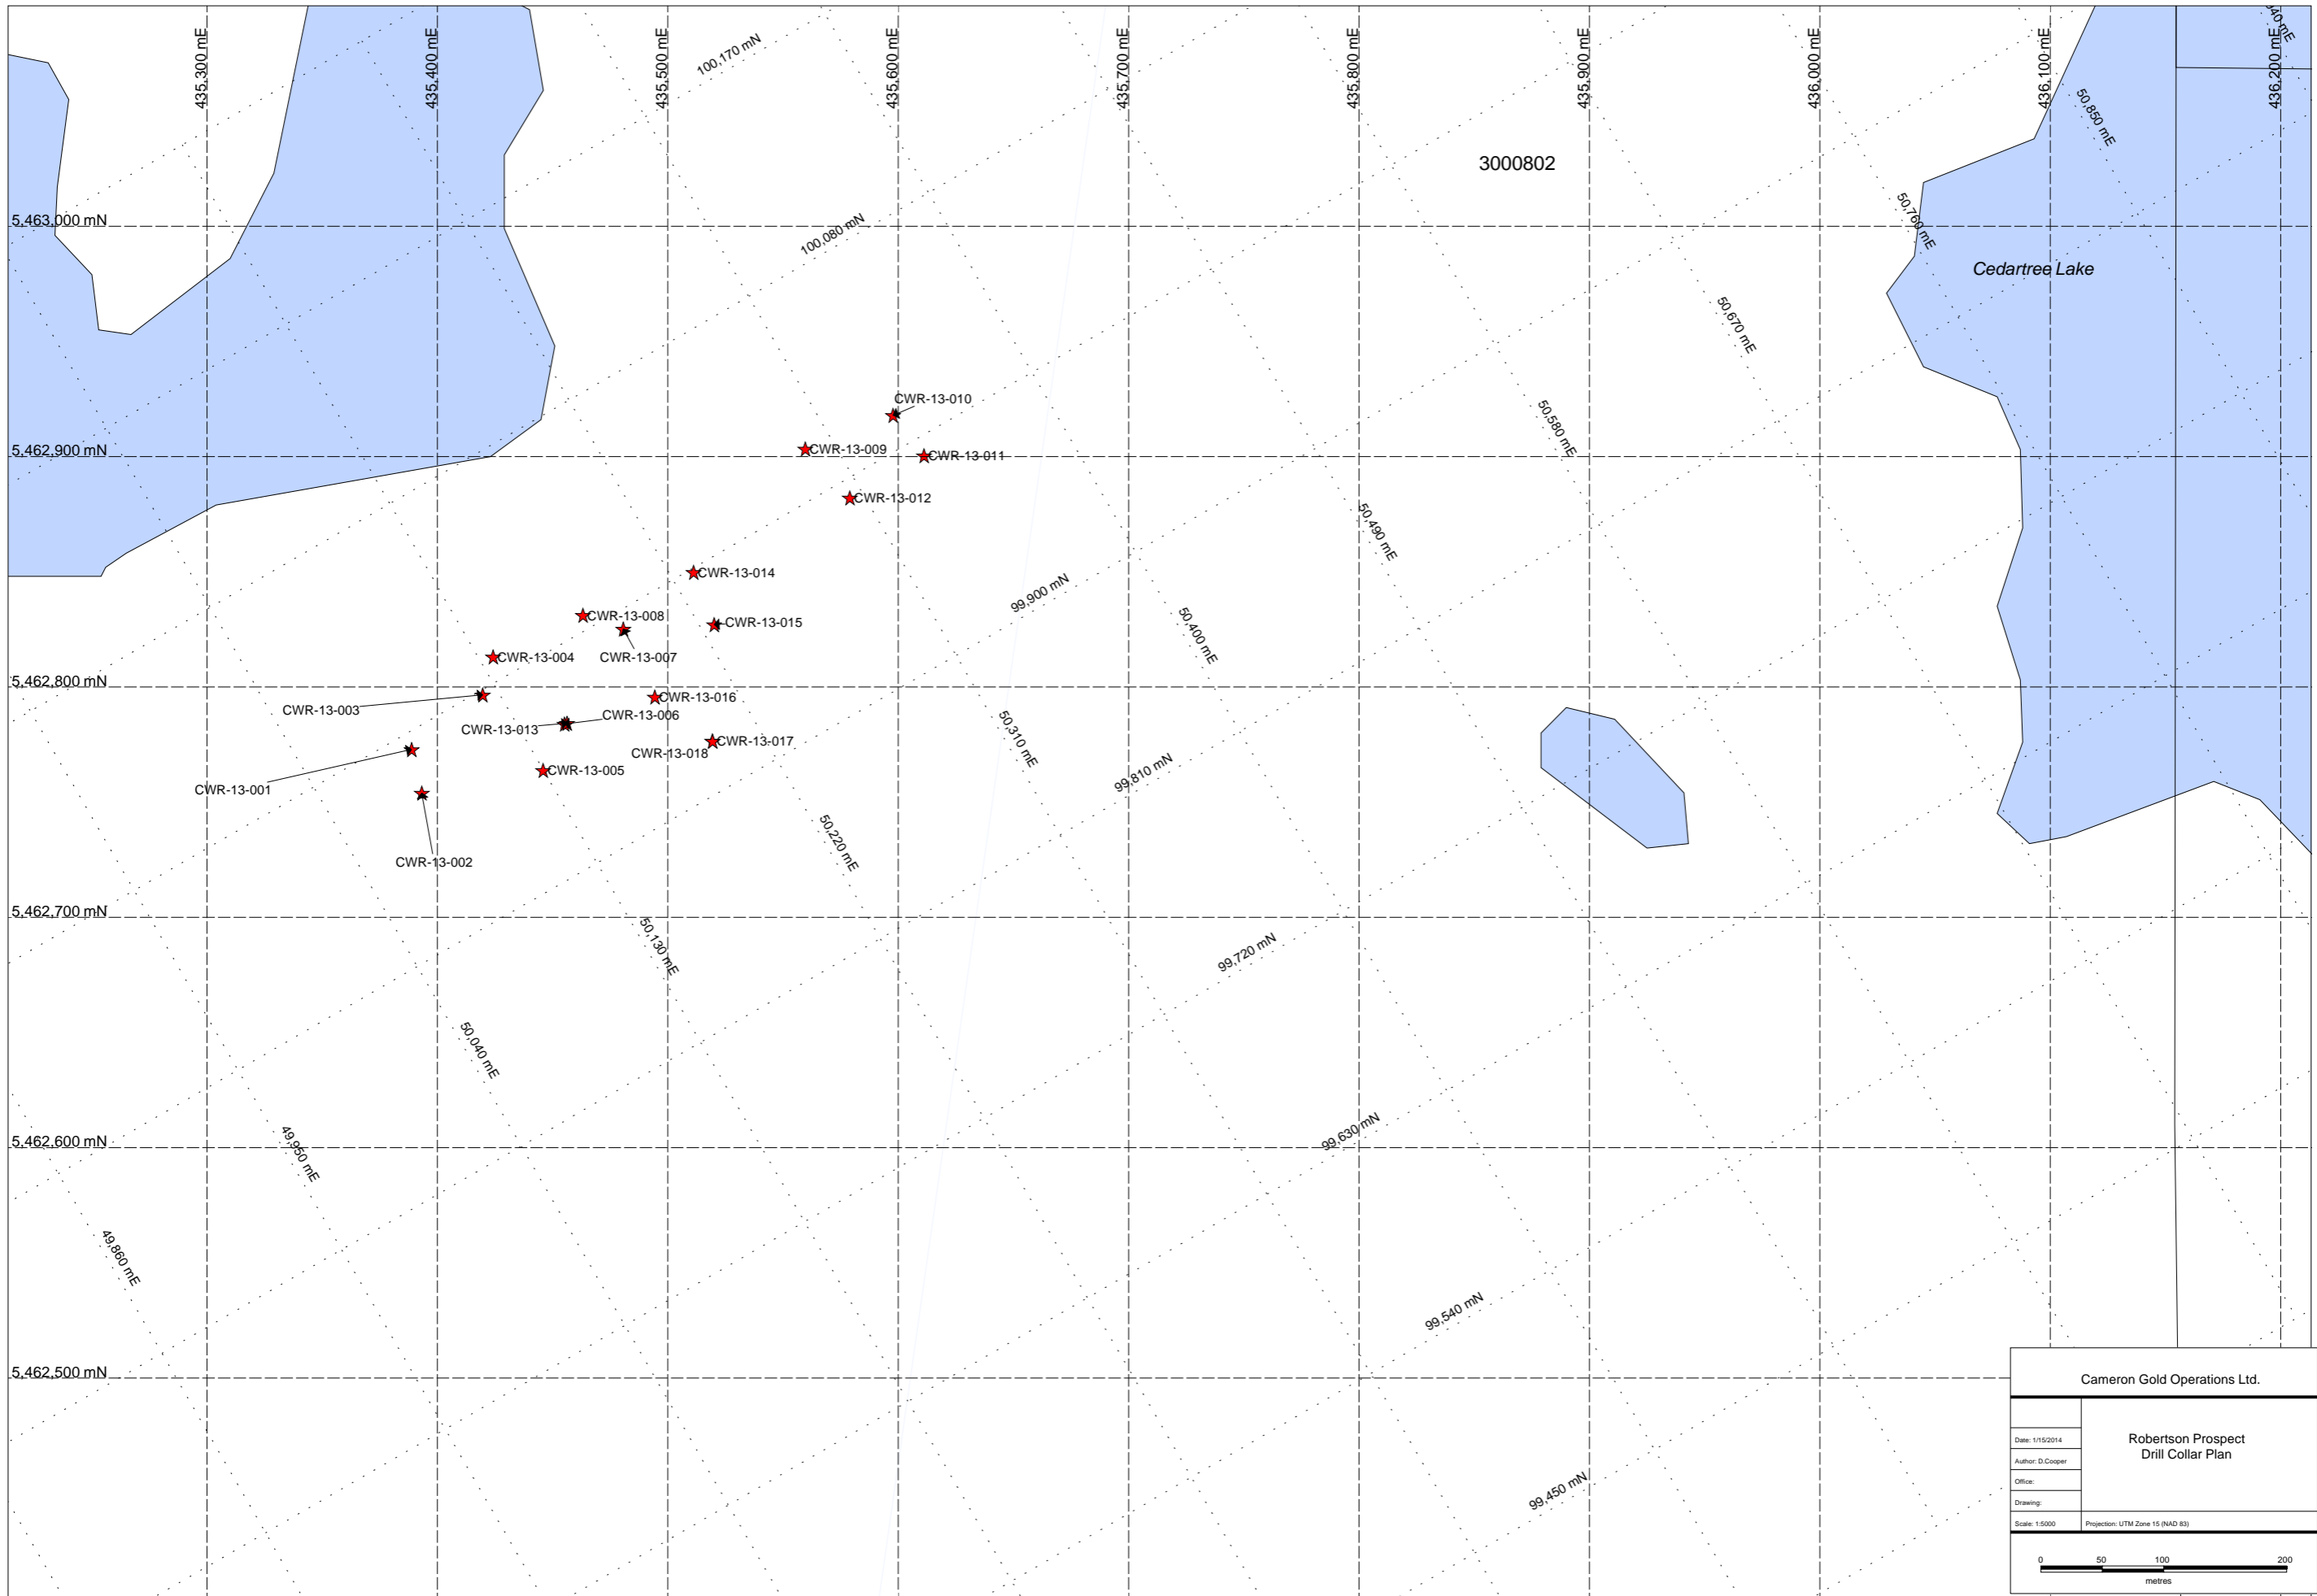 435,300 mE
435,400 mE
435,500 mE
435,600 mE
435,700 mE
435,800 mE
435,900 mE
436,000 mE
436,100 mE
436,200 mE
100,170 mN
50,850 mE
3000802
50,760 mE
5,463,000 mN
100,080 mN
Cedartree Lake
50,670 mE
CWR-13-010
50,580 mE
5,462,900 mN
CWR-13-009
CWR-13-011
CWR-13-012
50,490 mE
CWR-13-014
99,900 mN
CWR-13-008
CWR-13-015
50,400 mE
CWR-13-004
CWR-13-007
5,462,800 mN
CWR-13-016
CWR-13-003
CWR-13-006
CWR-13-013
50,310 mE
CWR-13-017
CWR-13-018
CWR-13-005
99,810 mN
CWR-13-001
50,220 mE
CWR-13-002
5,462,700 mN
50,130 mE
99,720 mN
50,040 mE
5,462,600 mN
99,630 mN
49,950 mE
49,860 mE
99,540 mN
5,462,500 mN
99,450 mN
Cameron Gold Operations Ltd.
Robertson Prospect
Drill Collar Plan
Date: 1/15/2014
Author: D.Cooper
Office:
Drawing:
Scale: 1:5000
Projection: UTM Zone 15 (NAD 83)
0 50 100 200
metres